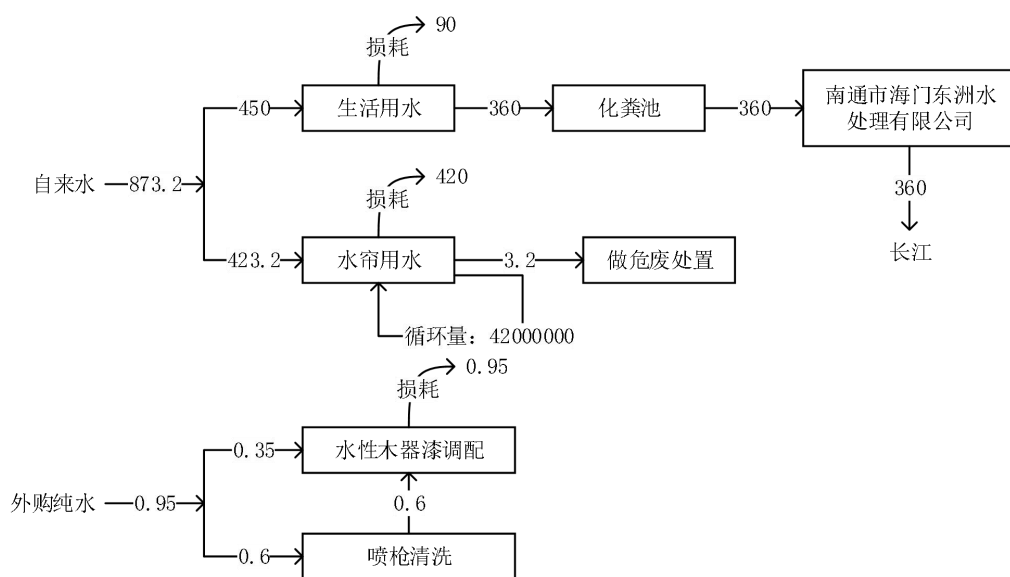 90
损耗
450
生活用水
360
化粪池
360
南通市海门东洲水
处理有限公司
360
长江
自来水
873.2
420
损耗
423.2
水帘用水
3.2
做危废处置
循环量：42000000
0.95
损耗
0.35
水性木器漆调配
外购纯水
0.95
0.6
0.6
喷枪清洗